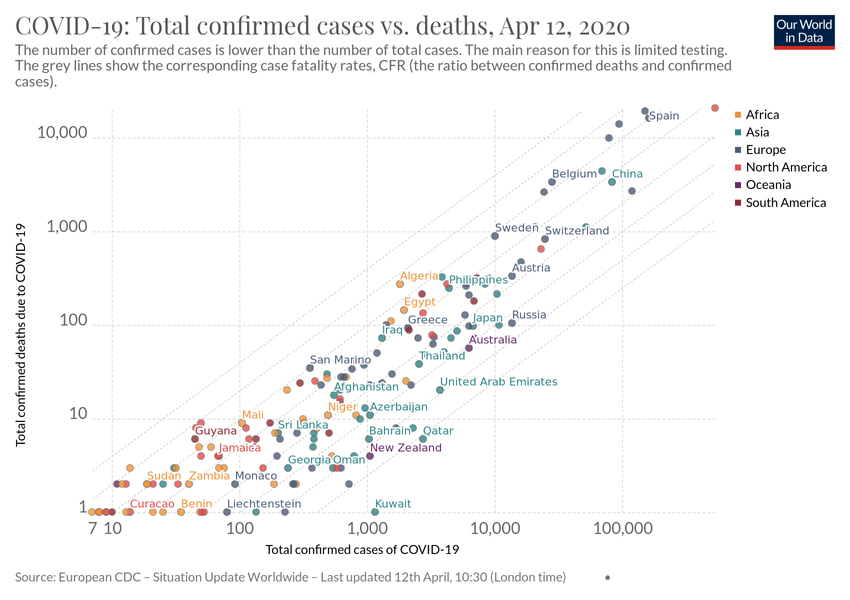 COVID-19: Total confirmed cases vs. deaths, Apr 12, 2020
Our World
in Data
The number of confirmed cases is lower than the number of total cases. The main reason for this is limited testing.
The grey lines show the corresponding case fatality rates, CFR (the ratio between confirmed deaths and confirmed
cases).
Africa
Asia
Europe
North America
Oceania
South America
Total confirmed deaths due to COVID-19
10,000
1,000
100
10
1
Spain
Belgium
China
Sweden
Switzerland
Austria
Algeria
Philippines
Egypt
Greece
Iraq
Japan
Russia
Australia
San Marino
Thailand
Afghanistan
United Arab Emirates
Niger
Azerbaijan
Mali
Sri Lanka
Guyana
Bahrain
Qatar
Jamaica
New Zealand
Georgia
Oman
Sudan
Zambia
Monaco
Curacao
Benin
Liechtenstein
Kuwait
7 10 100 1,000 10,000 100,000
Total confirmed cases of COVID-19
Source: European CDC – Situation Update Worldwide – Last updated 12th April, 10:30 (London time)